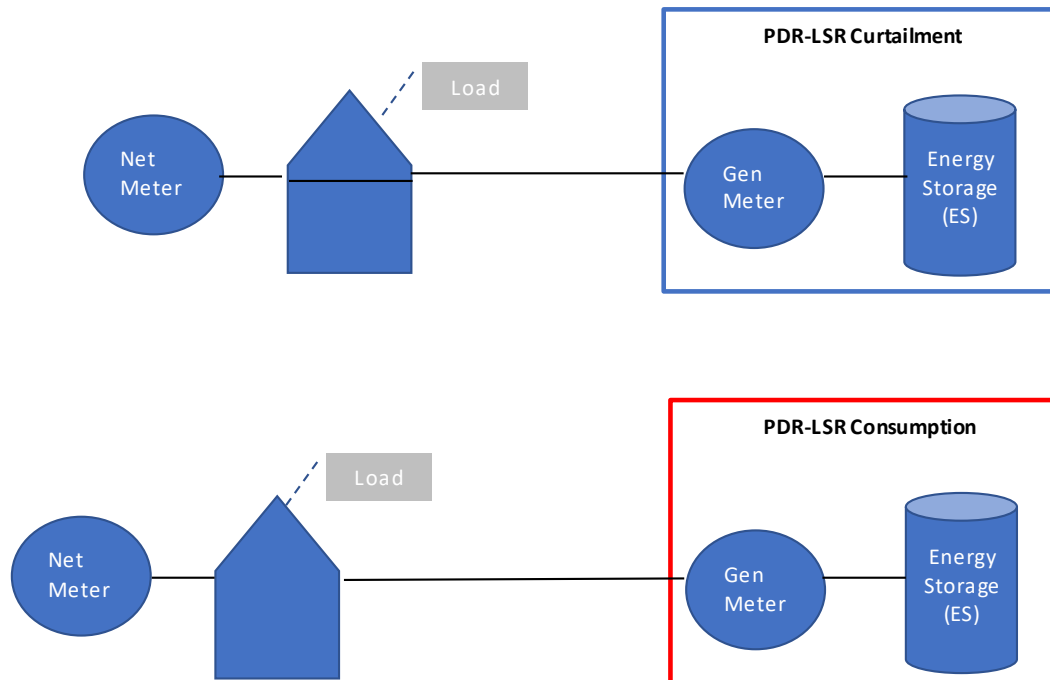 PDR-LSR Curtailment
Load
Net
Meter
Gen
Meter
Energy
Storage
(ES)
PDR-LSR Consumption
Load
Net
Meter
Gen
Meter
Energy
Storage
(ES)